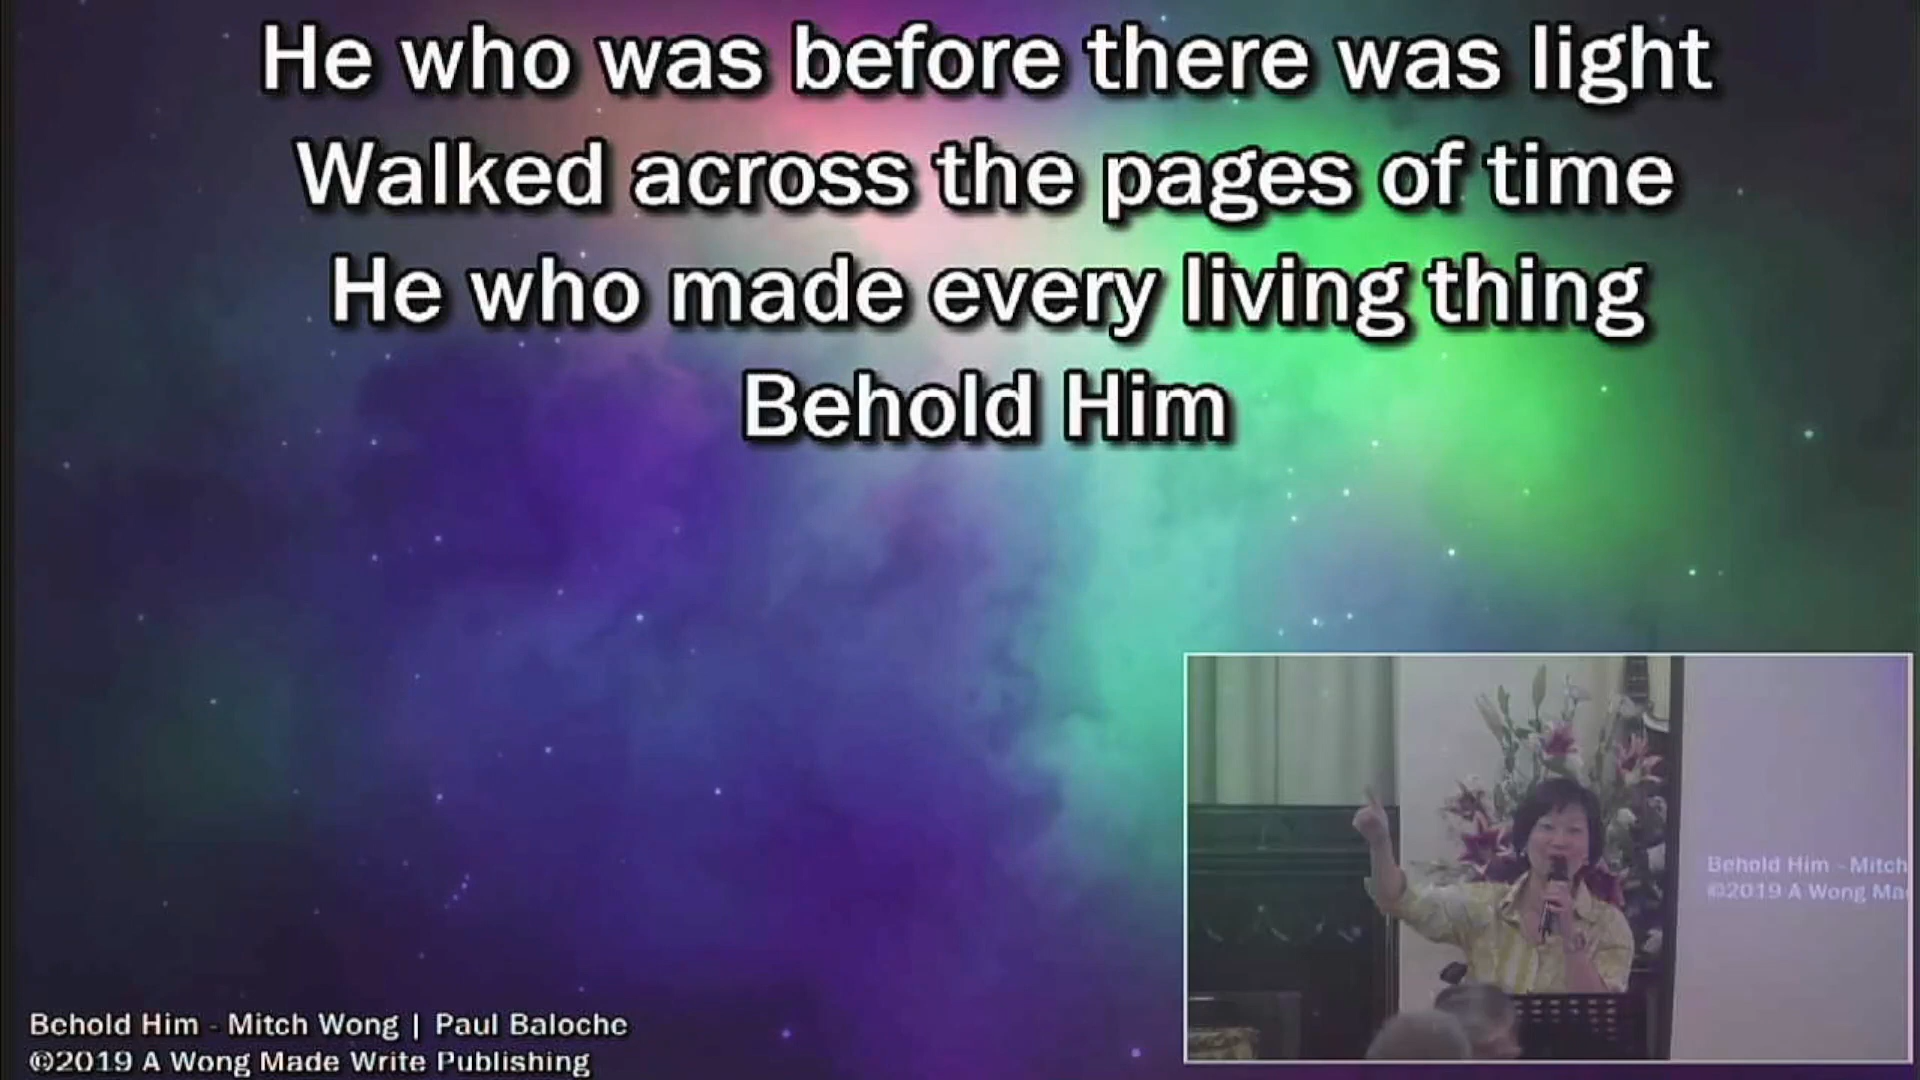 He who was before there was light
Walked across the pages of time
He who made every living thing
Behold Him
Behold Him - Mitch
©2019 A Wong Ma
Behold Him - Mitch Wong | Paul Baloche
©2019 A Wong Made Write Publishing